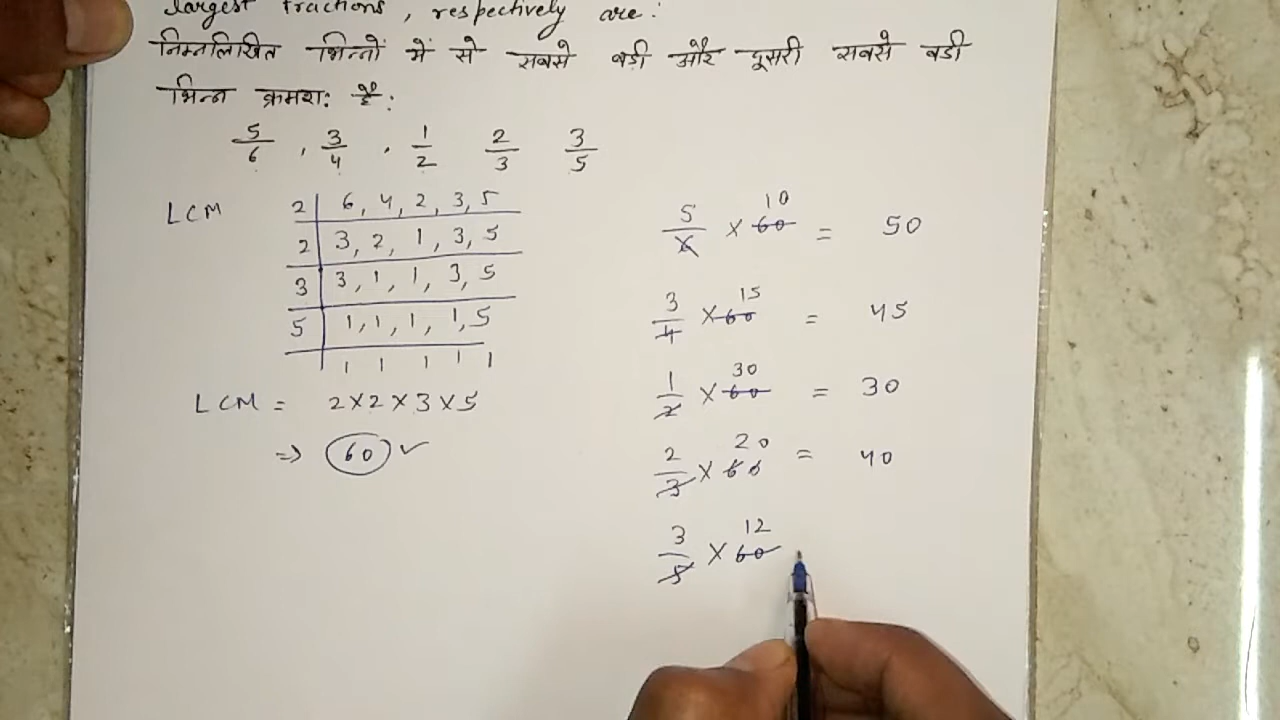 largest fractions, respectively are:
निम्नलिखित भिन्नों में से सबसे बड़ी और दूसरी सबसे बडी
भिन्न क्रमशः है:
5/6 , 3/4 , 1/2 2/3 3/5
LCM
2 | 6, 4, 2, 3, 5
2 | 3, 2, 1, 3, 5
3 | 3, 1, 1, 3, 5
5 | 1, 1, 1, 1, 5
1 1 1 1 1
LCM = 2×2×3×5
=> 60 ✓
10
5/6 × 60 = 50
15
3/4 × 60 = 45
30
1/2 × 60 = 30
20
2/3 × 60 = 40
12
3/5 × 60